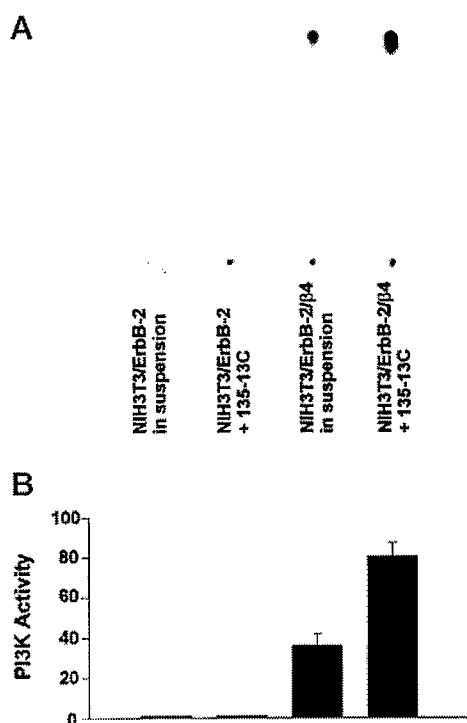 A
NIH3T3/ErbB-2
in suspension
NIH3T3/ErbB-2
+ 135-13C
NIH3T3/ErbB-2/β4
in suspension
NIH3T3/ErbB-2/β4
+ 135-13C
B
PI3K Activity
100
80
60
40
20
0